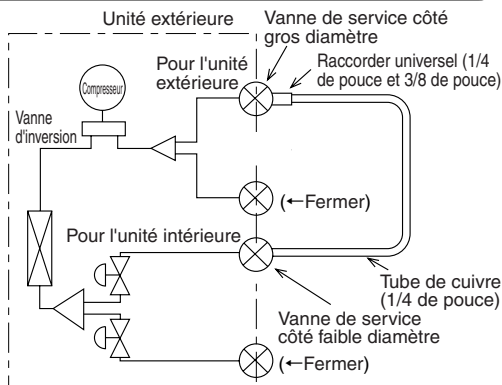 Unité extérieure
Vanne de service côté
gros diamètre
Pour l'unité
extérieure
Raccorder universel (1/4
de pouce et 3/8 de pouce)
Compresseur
Vanne
d'inversion
(←Fermer)
Pour l'unité intérieure
Tube de cuivre
(1/4 de pouce)
Vanne de service
côté faible diamètre
(←Fermer)